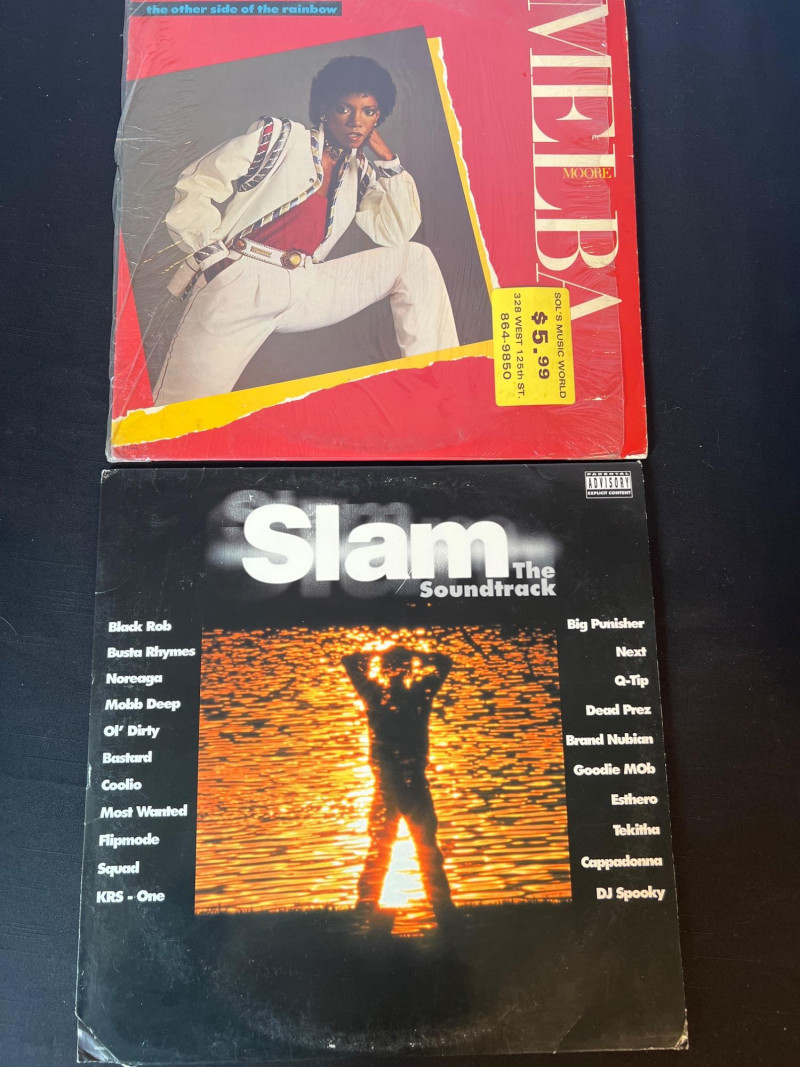 the other side of the rainbow
MELBA
MOORE
SOL'S MUSIC WORLD
$5.99
328 WEST 125th ST.
864-9850
PARENTAL
ADVISORY
EXPLICIT CONTENT
Slam
The
Soundtrack
Black Rob
Busta Rhymes
Noreaga
Mobb Deep
Ol' Dirty
Bastard
Coolio
Most Wanted
Flipmode
Squad
KRS - One
Big Punisher
Next
Q-Tip
Dead Prez
Brand Nubian
Goodie MOb
Esthero
Tekitha
Cappadonna
DJ Spooky